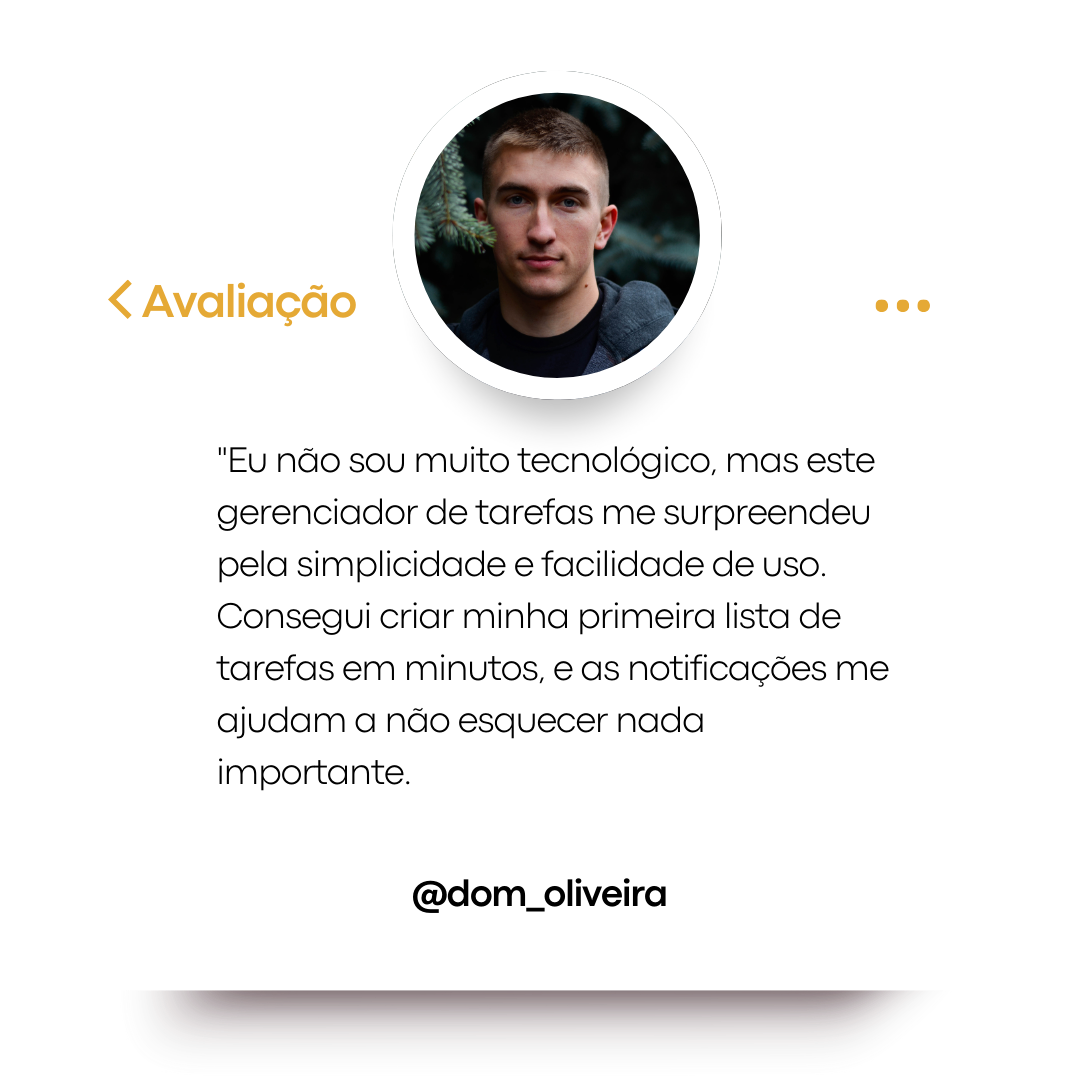 Avaliação
"Eu não sou muito tecnológico, mas este
gerenciador de tarefas me surpreendeu
pela simplicidade e facilidade de uso.
Consegui criar minha primeira lista de
tarefas em minutos, e as notificações me
ajudam a não esquecer nada
importante.
@dom_oliveira